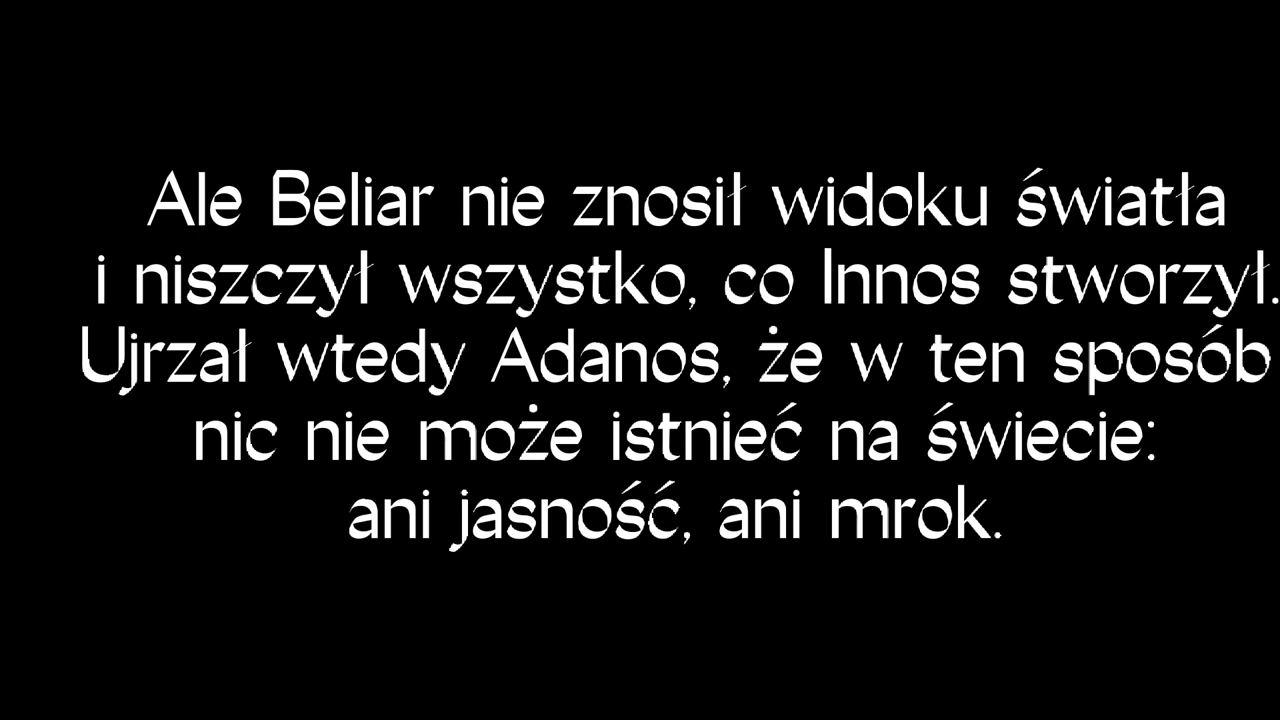 Ale Beliar nie znosił widoku światła
i niszczył wszystko, co Innos stworzył.
Ujrzał wtedy Adanos, że w ten sposób
nic nie może istnieć na świecie:
ani jasność, ani mrok.